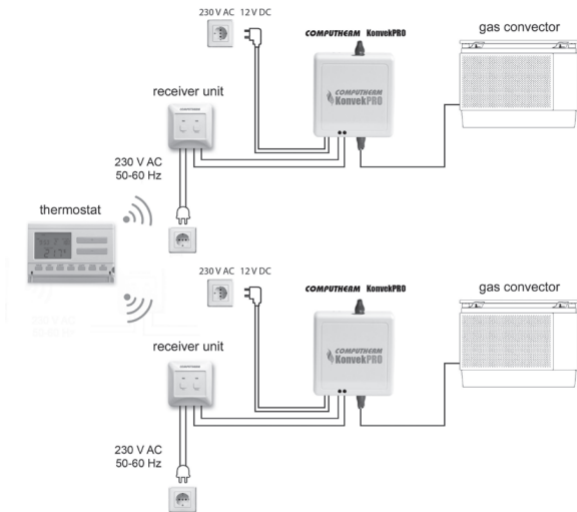 230 V AC 12 V DC
COMPUTHERM KonvekPRO
gas convector
receiver unit
COMPUTHERM
KonvekPRO
230 V AC
50-60 Hz
thermostat
230 V AC 12 V DC
COMPUTHERM KonvekPRO
gas convector
receiver unit
COMPUTHERM
KonvekPRO
230 V AC
50-60 Hz